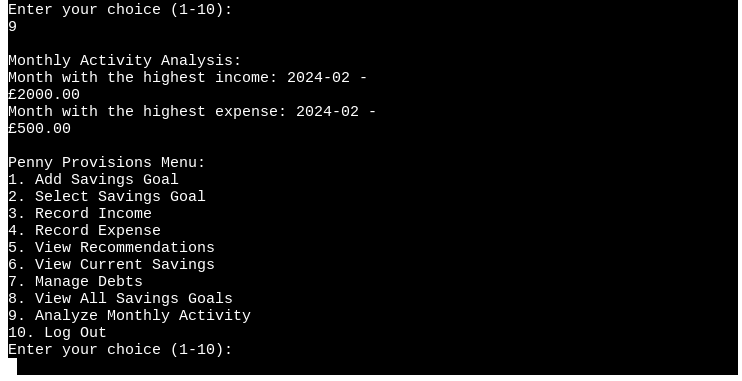 Enter your choice (1-10):
9
Monthly Activity Analysis:
Month with the highest income: 2024-02 -
£2000.00
Month with the highest expense: 2024-02 -
£500.00
Penny Provisions Menu:
1. Add Savings Goal
2. Select Savings Goal
3. Record Income
4. Record Expense
5. View Recommendations
6. View Current Savings
7. Manage Debts
8. View All Savings Goals
9. Analyze Monthly Activity
10. Log Out
Enter your choice (1-10):